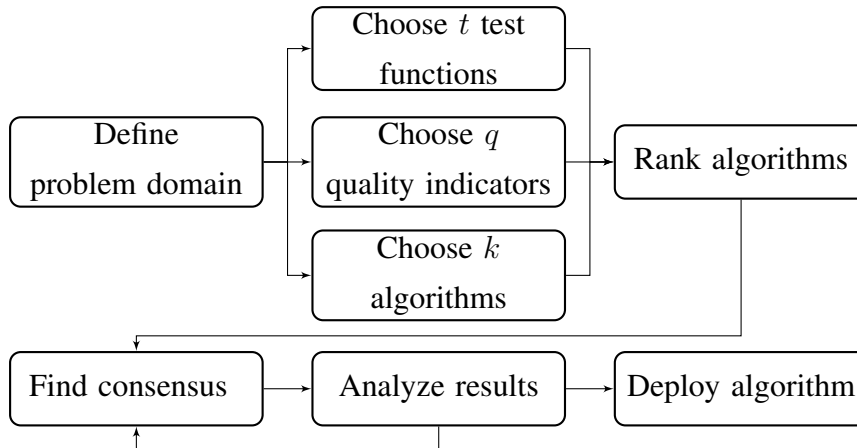 Choose t test
functions
Define
problem domain
Choose q
quality indicators
Rank algorithms
Choose k
algorithms
Find consensus
Analyze results
Deploy algorithm